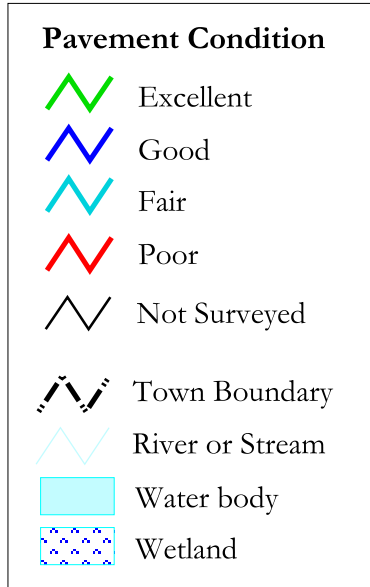 Pavement Condition
Excellent
Good
Fair
Poor
Not Surveyed
Town Boundary
River or Stream
Water body
Wetland